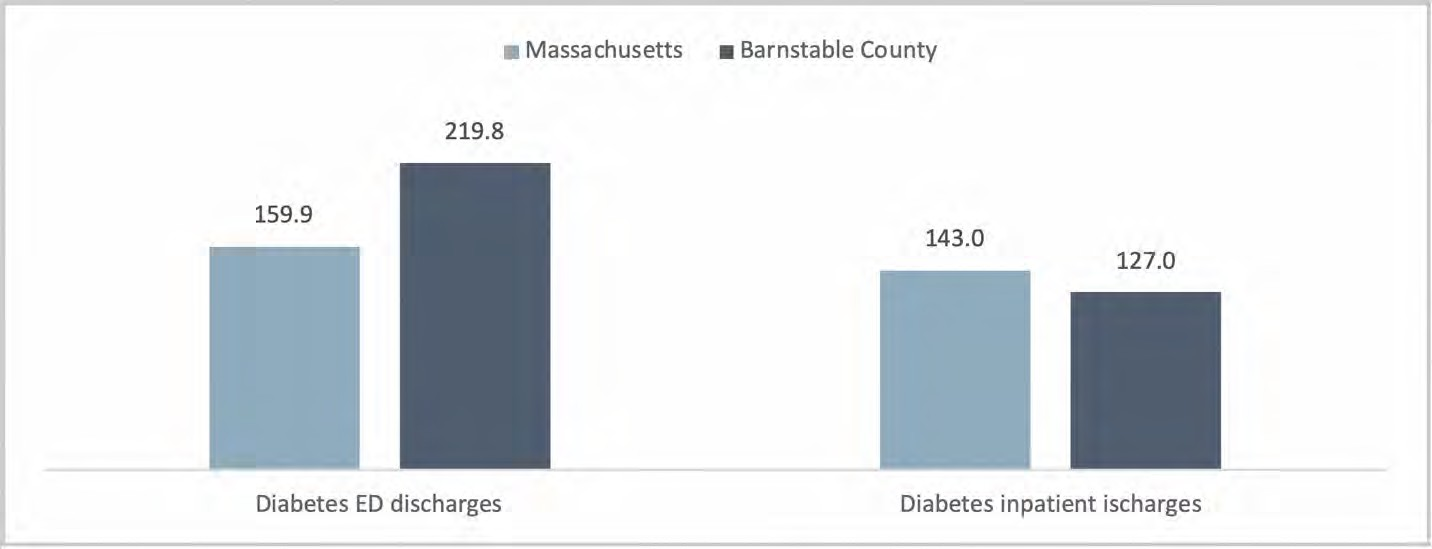 Massachusetts Barnstable County
219.8
159.9
143.0
127.0
Diabetes ED discharges
Diabetes inpatient ischarges